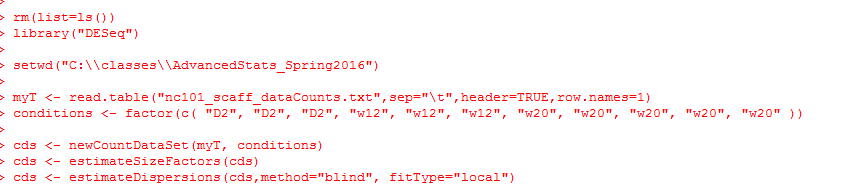 >
> rm(list=ls())
> library("DESeq")
>
> setwd("C:\\classes\\AdvancedStats_Spring2016")
>
> myT <- read.table("nc101_scaff_dataCounts.txt",sep="\t",header=TRUE,row.names=1)
> conditions <- factor(c( "D2", "D2", "D2", "w12", "w12", "w12", "w20", "w20", "w20", "w20", "w20" ))
>
> cds <- newCountDataSet(myT, conditions)
> cds <- estimateSizeFactors(cds)
> cds <- estimateDispersions(cds,method="blind", fitType="local")